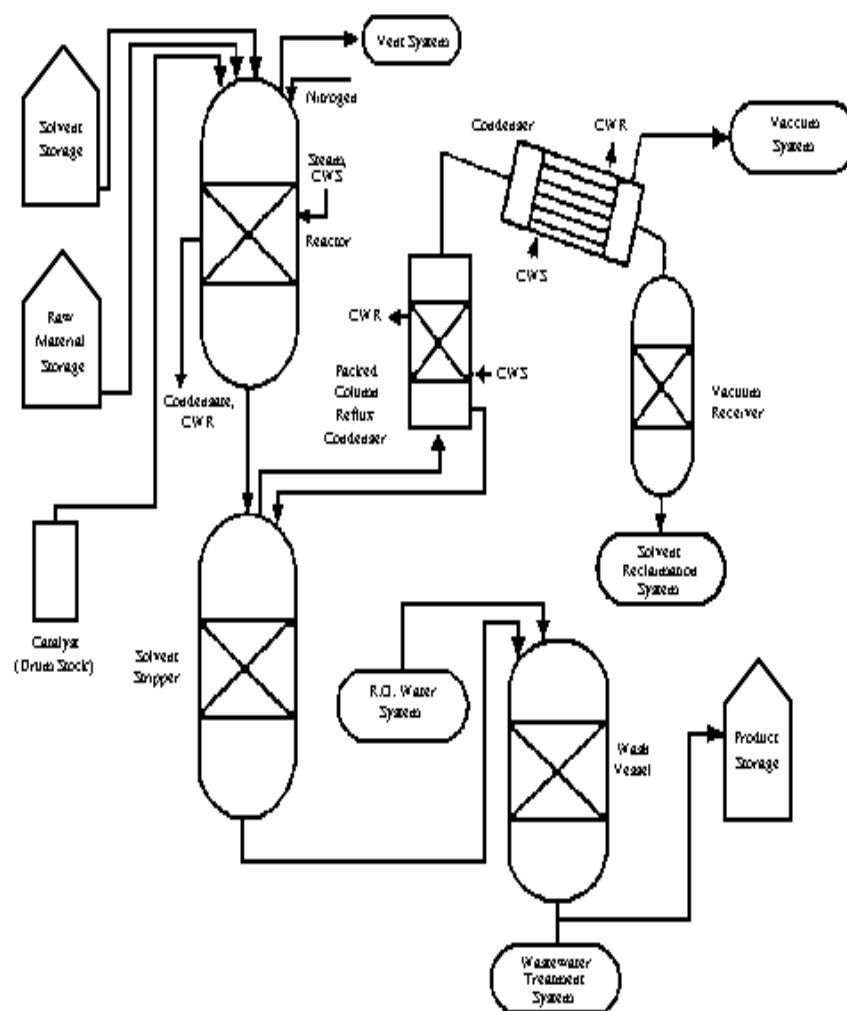 Vent System
Nitrogen
Solvent
Storage
Steam,
CWS
Reactor
Condenser
CWR
Vaccum
System
CWS
Raw
Material
Storage
Condensate,
CWR
CWR
CWS
Packed
Column
Reflux
Condenser
Vacuum
Receiver
Catalyst
(Drum Stock)
Solvent
Stripper
Solvent
Reclamation
System
R.O. Water
System
Wash
Vessel
Product
Storage
Wastewater
Treatment
System